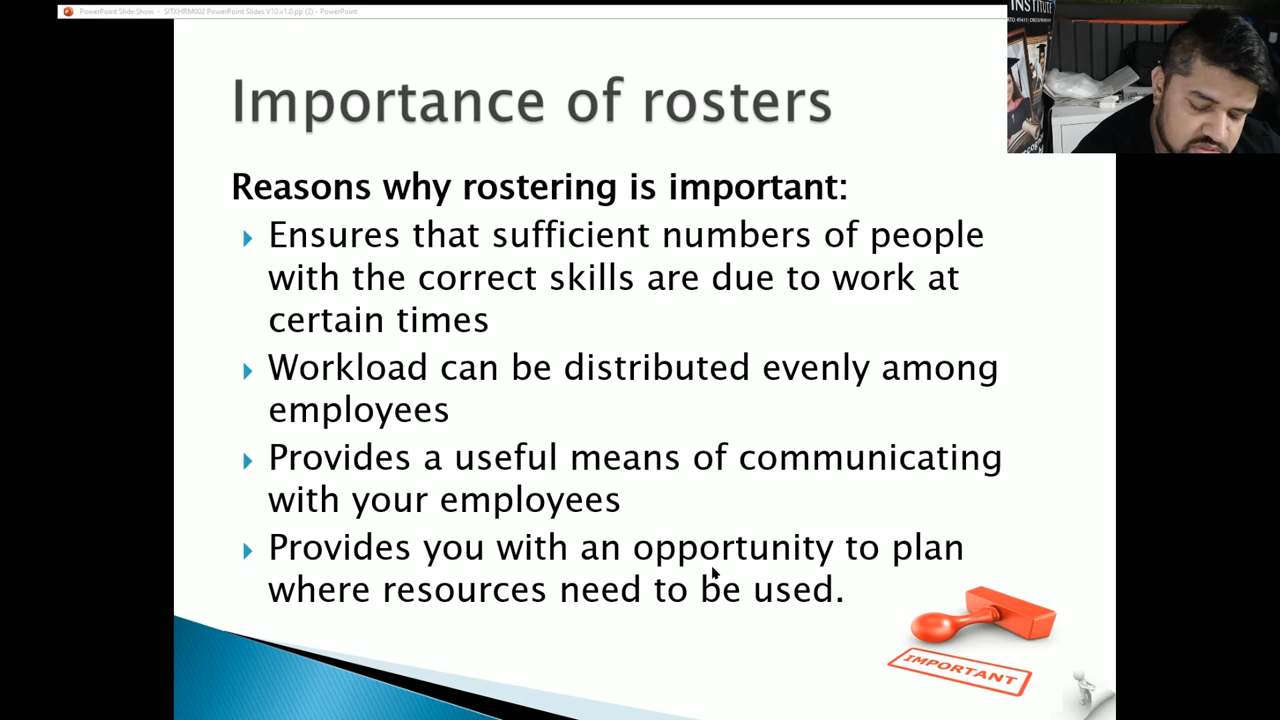 PowerPoint Slide Show - SITXHRM002 PowerPoint Slides V10.v1.0.pp (2) - PowerPoint
INSTITUTE
Importance of rosters
Reasons why rostering is important:
Ensures that sufficient numbers of people
with the correct skills are due to work at
certain times
Workload can be distributed evenly among
employees
Provides a useful means of communicating
with your employees
Provides you with an opportunity to plan
where resources need to be used.
IMPORTANT